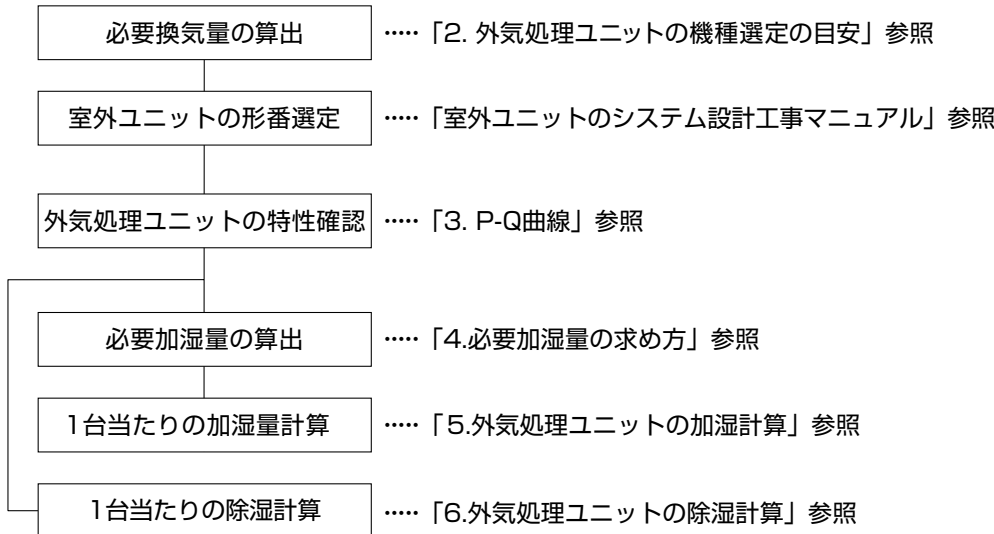 必要換気量の算出 ····· 「2. 外気処理ユニットの機種選定の目安」参照
室外ユニットの形番選定 ····· 「室外ユニットのシステム設計工事マニュアル」参照
外気処理ユニットの特性確認 ····· 「3. P-Q曲線」参照
必要加湿量の算出 ····· 「4.必要加湿量の求め方」参照
1台当たりの加湿量計算 ····· 「5.外気処理ユニットの加湿計算」参照
1台当たりの除湿計算 ····· 「6.外気処理ユニットの除湿計算」参照